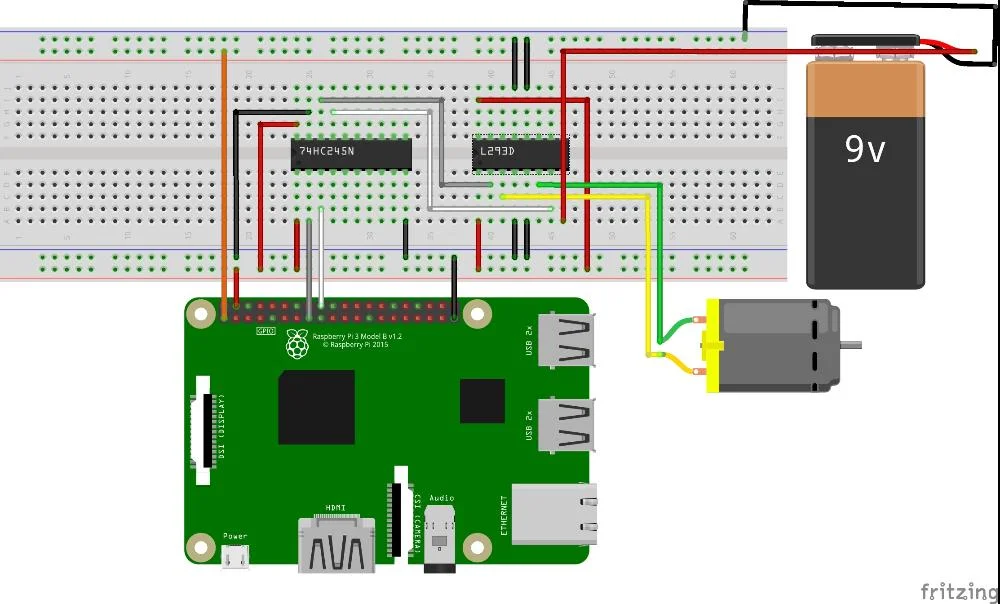 74HC245N
L293D
9v
GPIO
Raspberry Pi 3 Model B v1.2
© Raspberry Pi 2015
USB 2x
DSI (DISPLAY)
USB 2x
Power
HDMI
CSI (CAMERA)
Audio
ETHERNET
fritzing